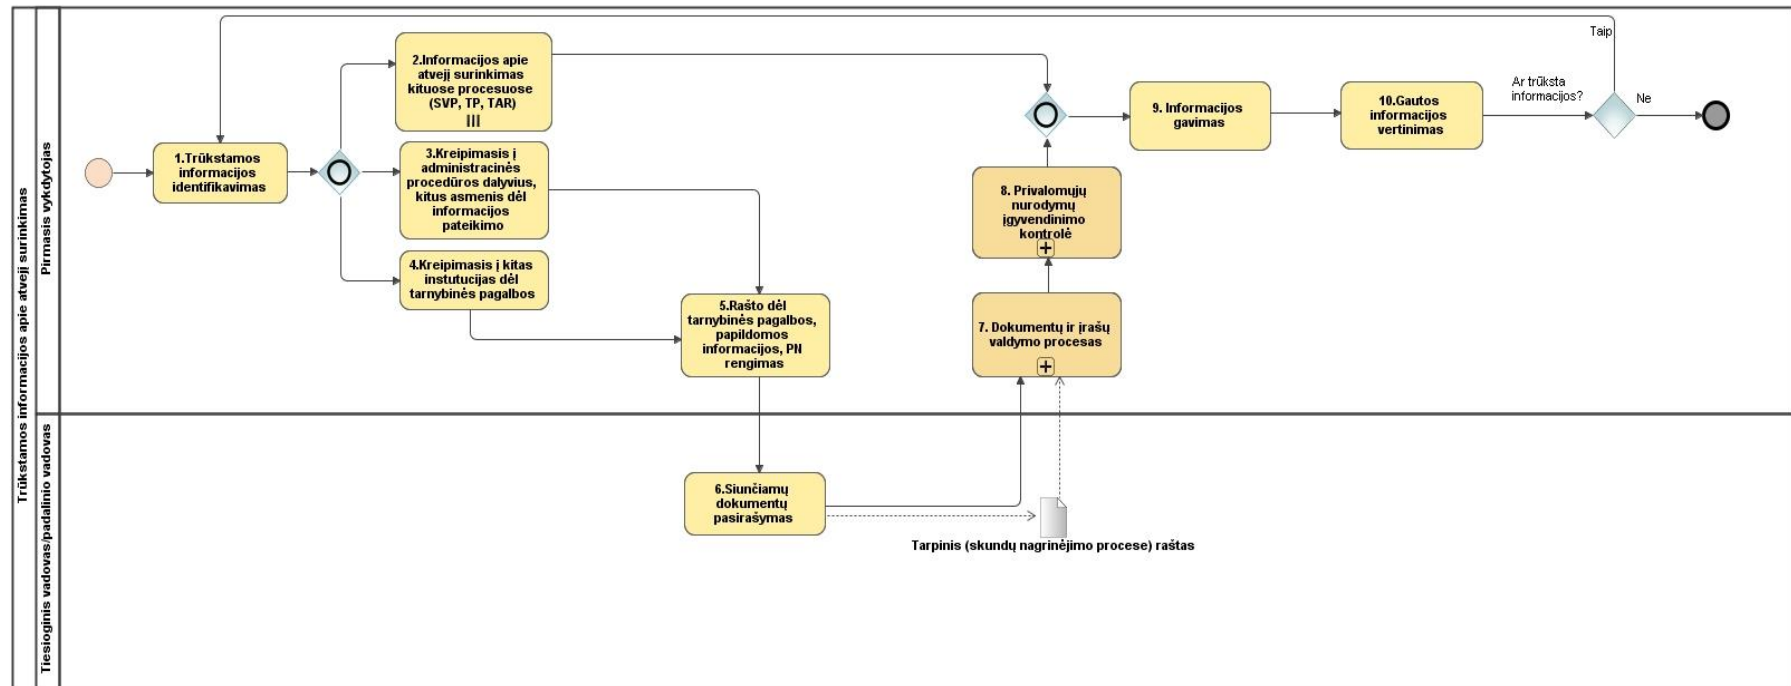 Trūkstamos informacijos apie atvejį surinkimas
Pirmasis vykdytojas
1.Trūkstamos
informacijos
identifikavimas
2.Informacijos apie
atvejį surinkimas
kituose procesuose
(SVP, TP, TAR)
3.Kreipimasis į
administracinės
procedūros dalyvius,
kitus asmenis dėl
informacijos
pateikimo
4.Kreipimasis į kitas
instutucijas dėl
tarnybinės pagalbos
5.Rašto dėl
tarnybinės pagalbos,
papildomos
informacijos, PN
rengimas
7. Dokumentų ir įrašų
valdymo procesas
8. Privalomųjų
nurodymų
įgyvendinimo
kontrolė
9. Informacijos
gavimas
10.Gautos
informacijos
vertinimas
Ar trūksta
informacijos?
Taip
Ne
Tiesioginis vadovas/padalinio vadovas
6.Siunčiamų
dokumentų
pasirašymas
Tarpinis (skundų nagrinėjimo procese) raštas